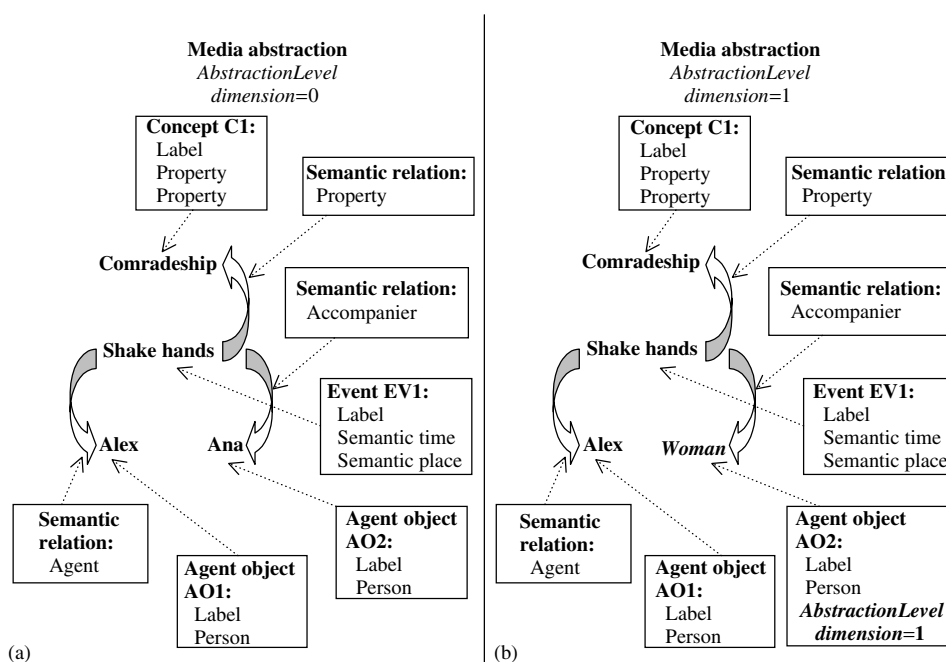 Media abstraction
AbstractionLevel
dimension=0
Concept C1:
Label
Property
Property
Semantic relation:
Property
Comradeship
Semantic relation:
Accompanier
Shake hands
Event EV1:
Label
Semantic time
Semantic place
Alex
Ana
Semantic
relation:
Agent
Agent object
AO1:
Label
Person
Agent object
AO2:
Label
Person
(a)
Media abstraction
AbstractionLevel
dimension=1
Concept C1:
Label
Property
Property
Semantic relation
Property
Comradeship
Semantic relation:
Accompanier
Shake hands
Event EV1:
Label
Semantic time
Semantic place
Alex
Woman
Semantic
relation:
Agent
Agent object
AO1:
Label
Person
Agent object
AO2:
Label
Person
AbstractionLevel
dimension=1
(b)